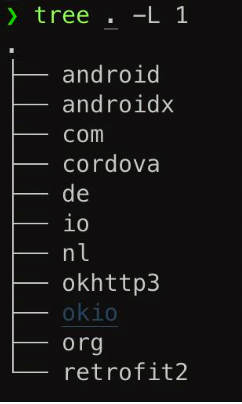 ❯ tree . -L 1
.
├── android
├── androidx
├── com
├── cordova
├── de
├── io
├── nl
├── okhttp3
├── okio
├── org
└── retrofit2